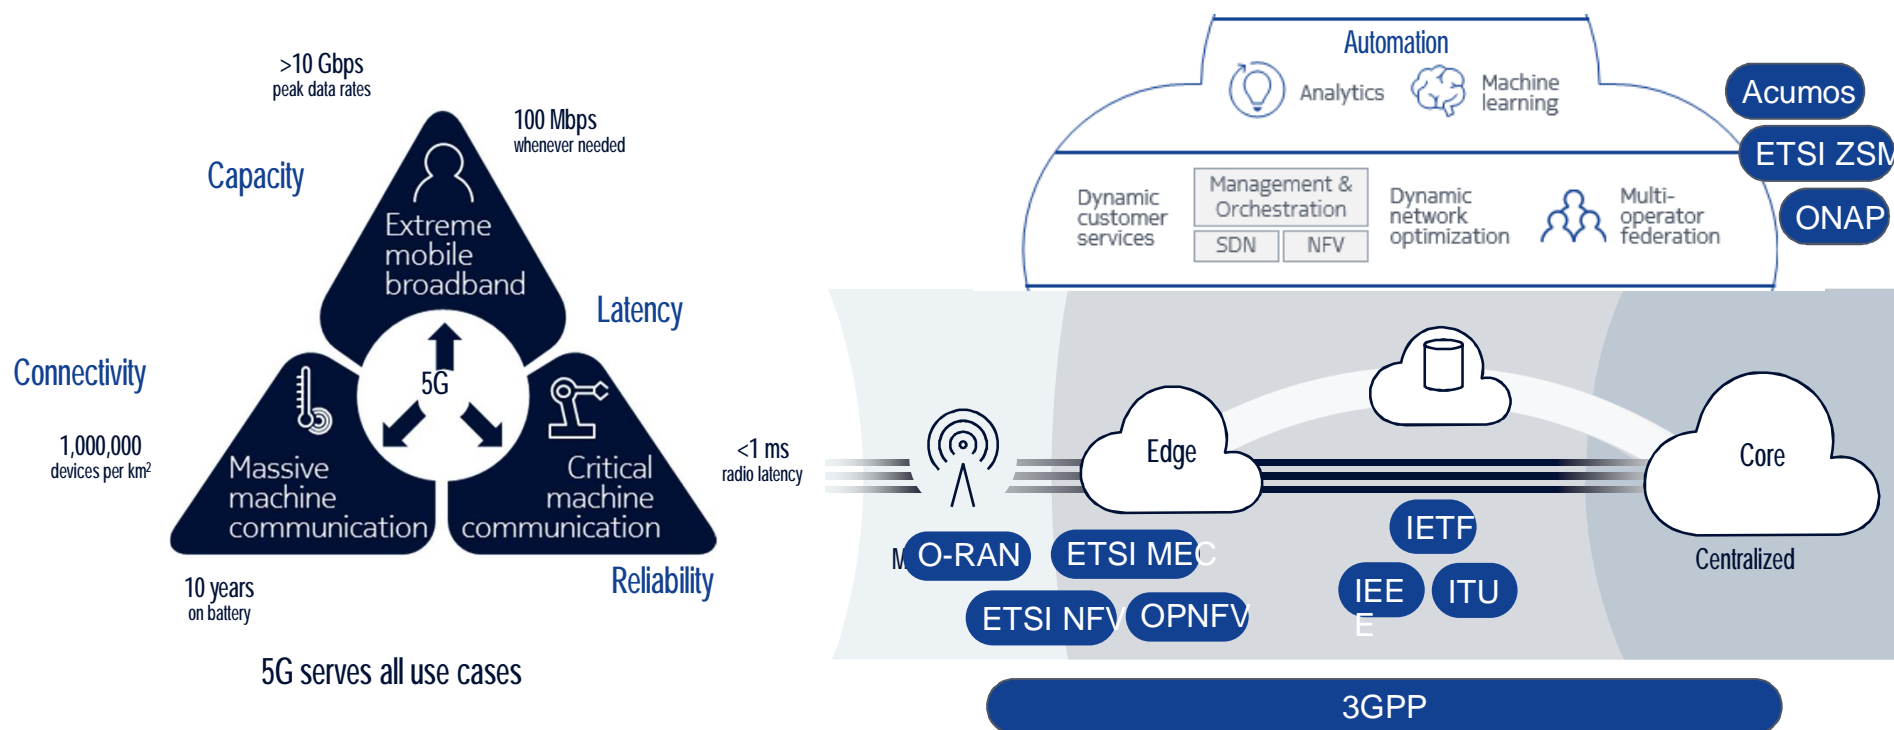 >10 Gbps
peak data rates
100 Mbps
whenever needed
Capacity
Extreme
mobile
broadband
Latency
Connectivity
5G
1,000,000
devices per km²
Massive
machine
communication
Critical
machine
communication
<1 ms
radio latency
Reliability
10 years
on battery
5G serves all use cases
Automation
Analytics
Machine
learning
Acumos
ETSI ZSM
ONAP
Dynamic
customer
services
Management &
Orchestration
SDN
NFV
Dynamic
network
optimization
Multi-
operator
federation
Edge
Core
O-RAN
ETSI MEC
ETSI NFV
OPNFV
IETF
IEE
E
ITU
Centralized
3GPP